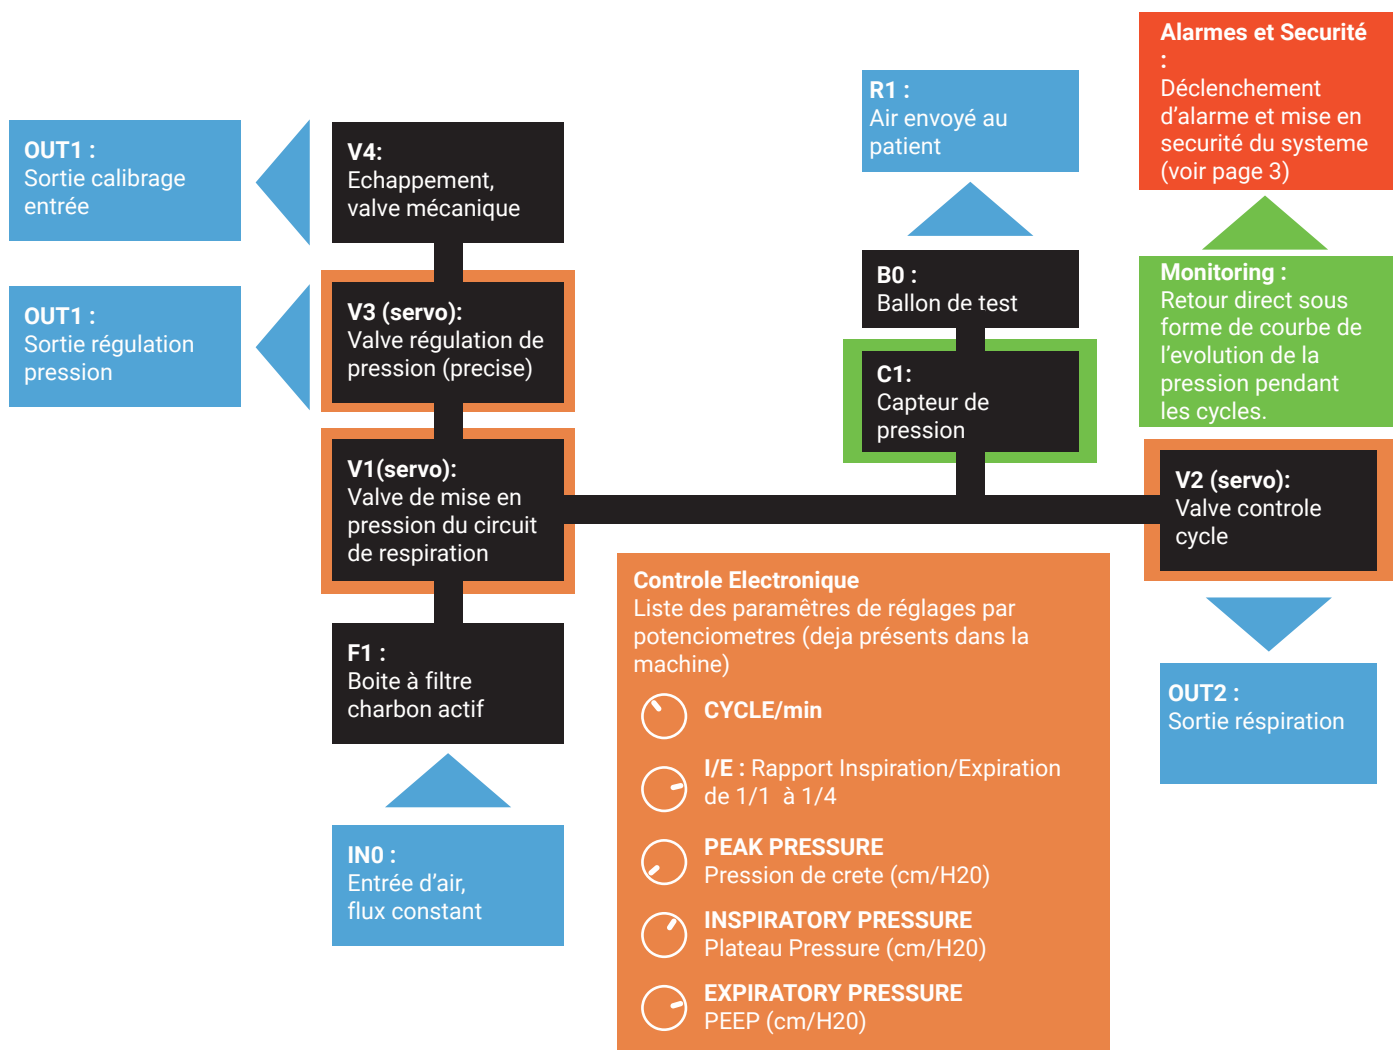 OUT1 :
Sortie calibrage
entrée
OUT1 :
Sortie régulation
pression
V4:
Echappement,
valve mécanique
V3 (servo):
Valve régulation de
pression (precise)
V1(servo):
Valve de mise en
pression du circuit
de respiration
F1 :
Boite à filtre
charbon actif
IN0 :
Entrée d'air,
flux constant
R1 :
Air envoyé au
patient
B0 :
Ballon de test
C1:
Capteur de
pression
Alarmes et Securité
:
Déclenchement
d'alarme et mise en
securité du systeme
(voir page 3)
Monitoring :
Retour direct sous
forme de courbe de
l'evolution de la
pression pendant
les cycles.
V2 (servo):
Valve controle
cycle
OUT2 :
Sortie réspiration
Controle Electronique
Liste des paramêtres de réglages par
potenciometres (deja présents dans la
machine)
CYCLE/min
I/E : Rapport Inspiration/Expiration
de 1/1 à 1/4
PEAK PRESSURE
Pression de crete (cm/H20)
INSPIRATORY PRESSURE
Plateau Pressure (cm/H20)
EXPIRATORY PRESSURE
PEEP (cm/H20)